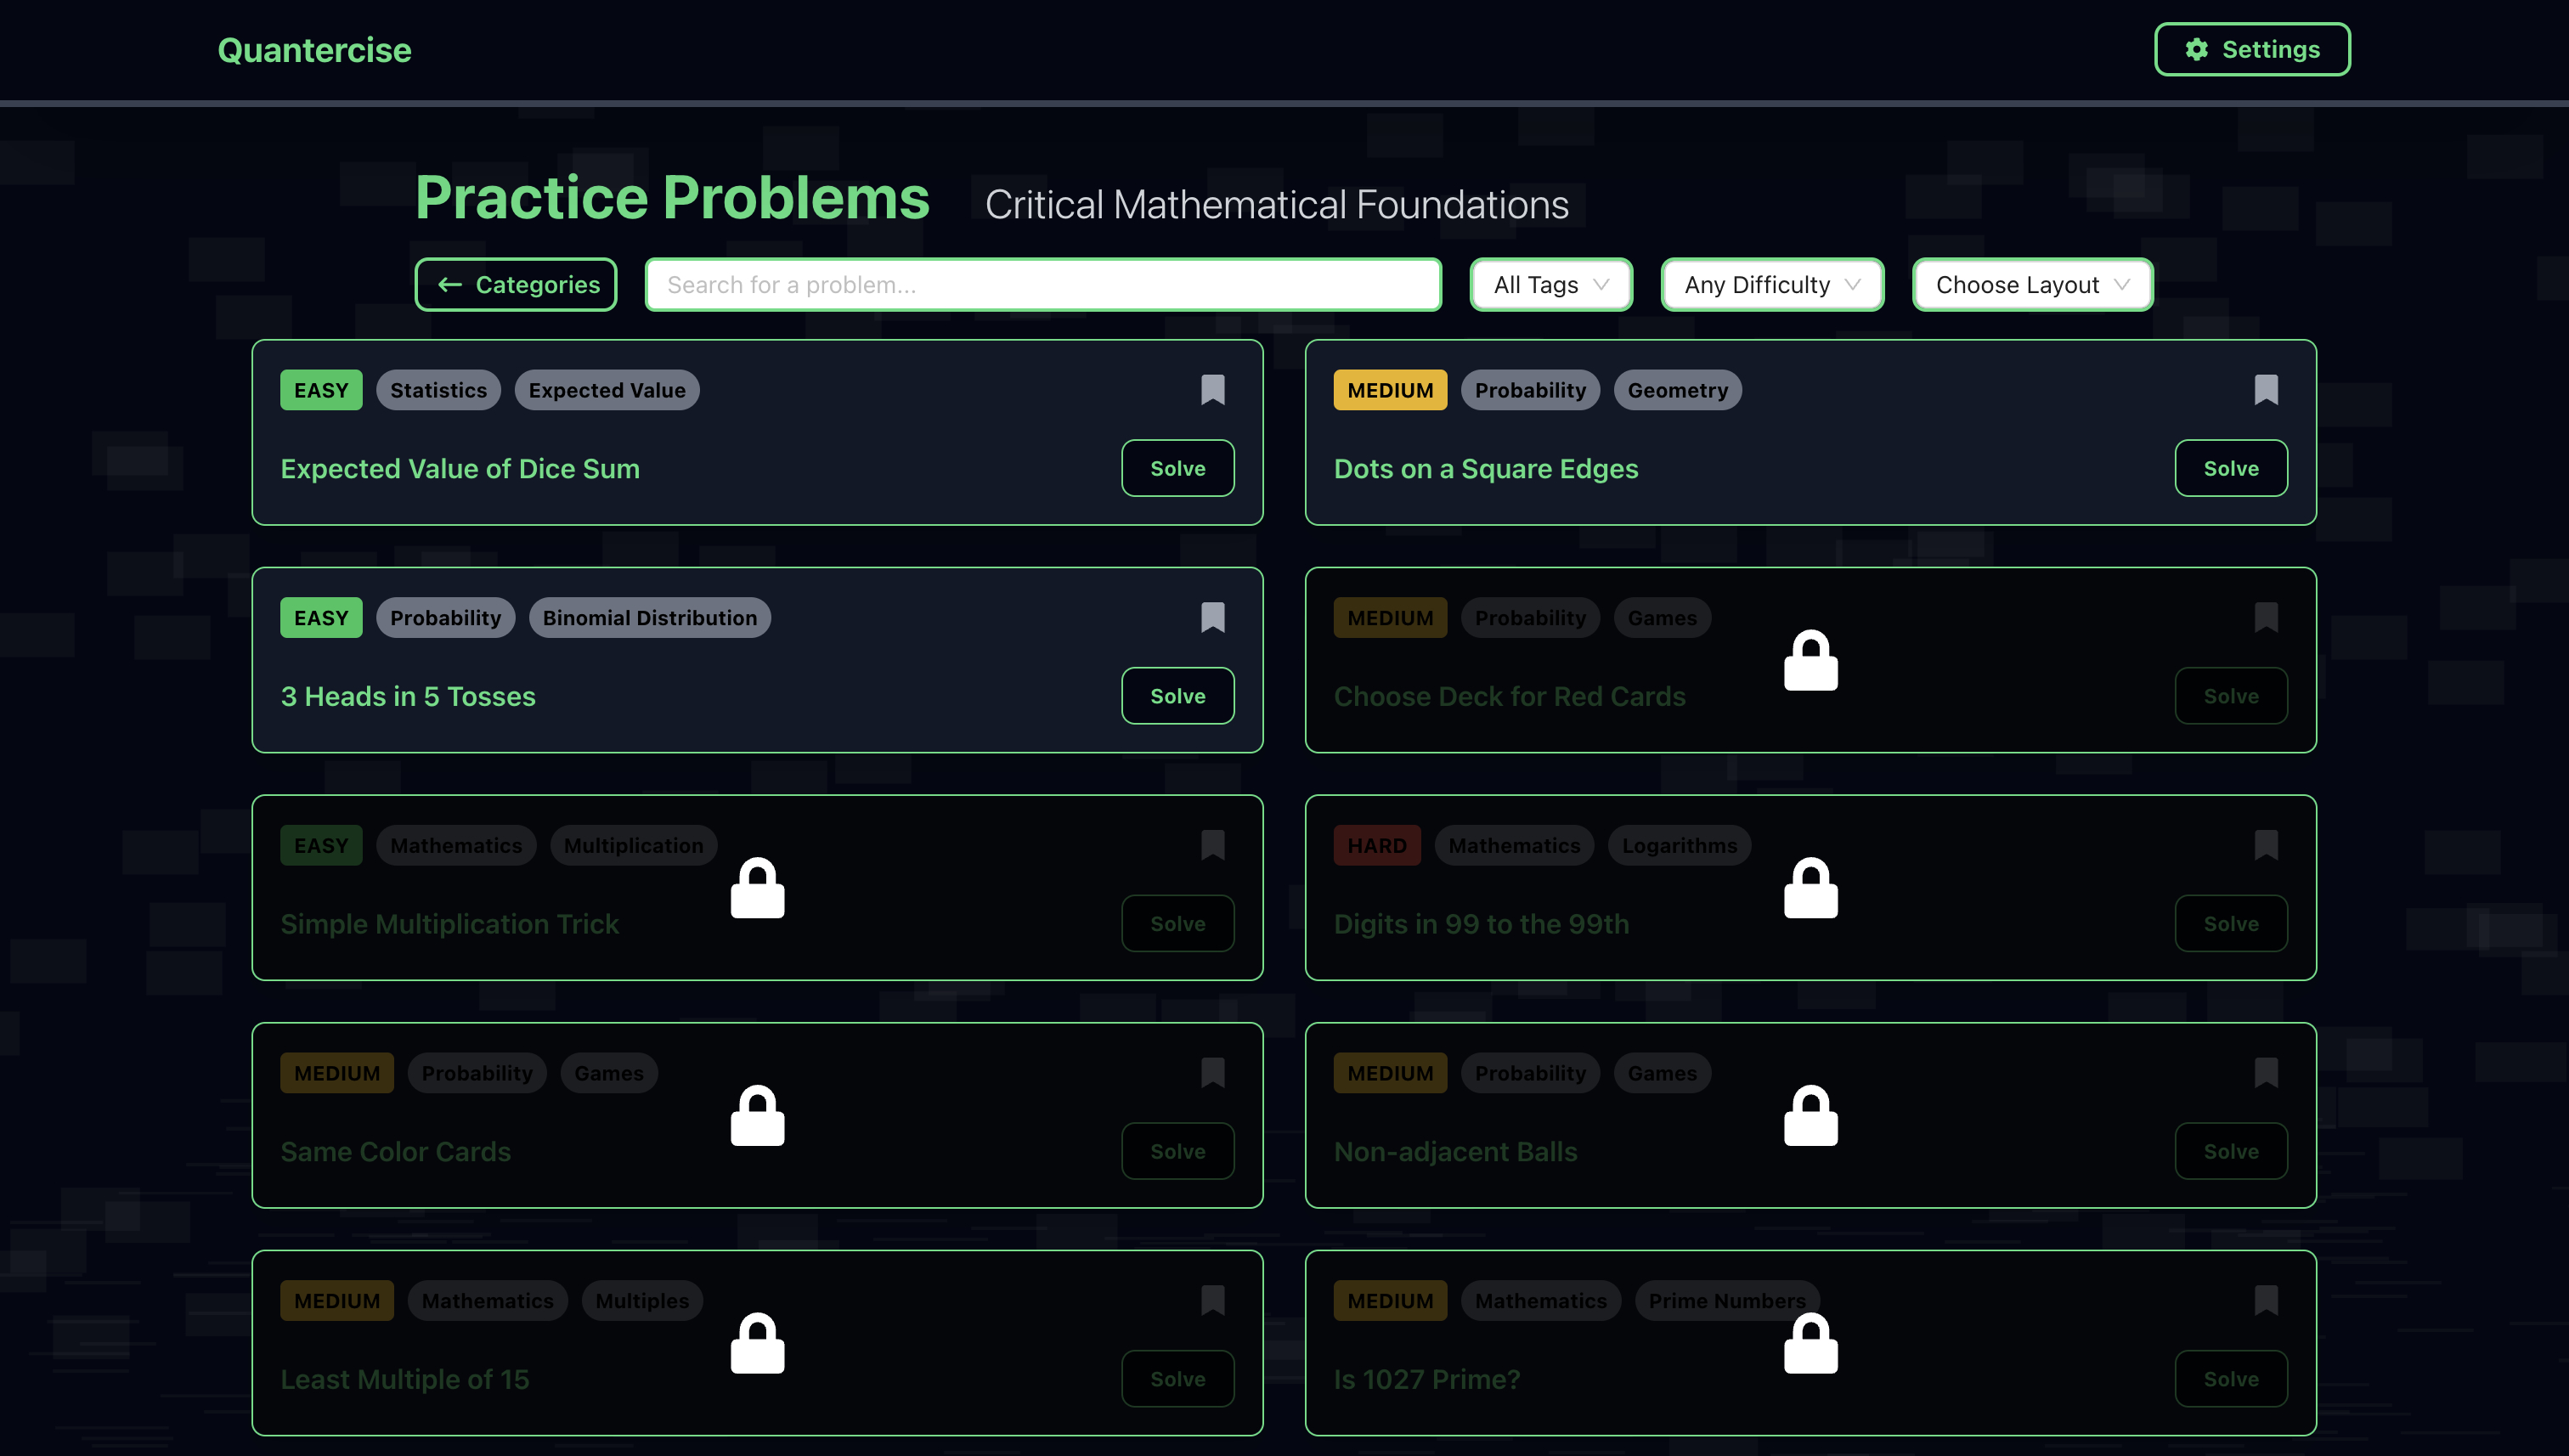 Quantercise
Settings
Practice Problems
Critical Mathematical Foundations
Categories
Search for a problem...
All Tags
Any Difficulty
Choose Layout
EASY Statistics Expected Value
Expected Value of Dice Sum
Solve
MEDIUM Probability Geometry
Dots on a Square Edges
Solve
EASY Probability Binomial Distribution
3 Heads in 5 Tosses
Solve
MEDIUM Probability Games
Choose Deck for Red Cards
Solve
EASY Mathematics Multiplication
Simple Multiplication Trick
Solve
HARD Mathematics Logarithms
Digits in 99 to the 99th
Solve
MEDIUM Probability Games
Same Color Cards
Solve
MEDIUM Probability Games
Non-adjacent Balls
Solve
MEDIUM Mathematics Multiples
Least Multiple of 15
Solve
MEDIUM Mathematics Prime Numbers
Is 1027 Prime?
Solve